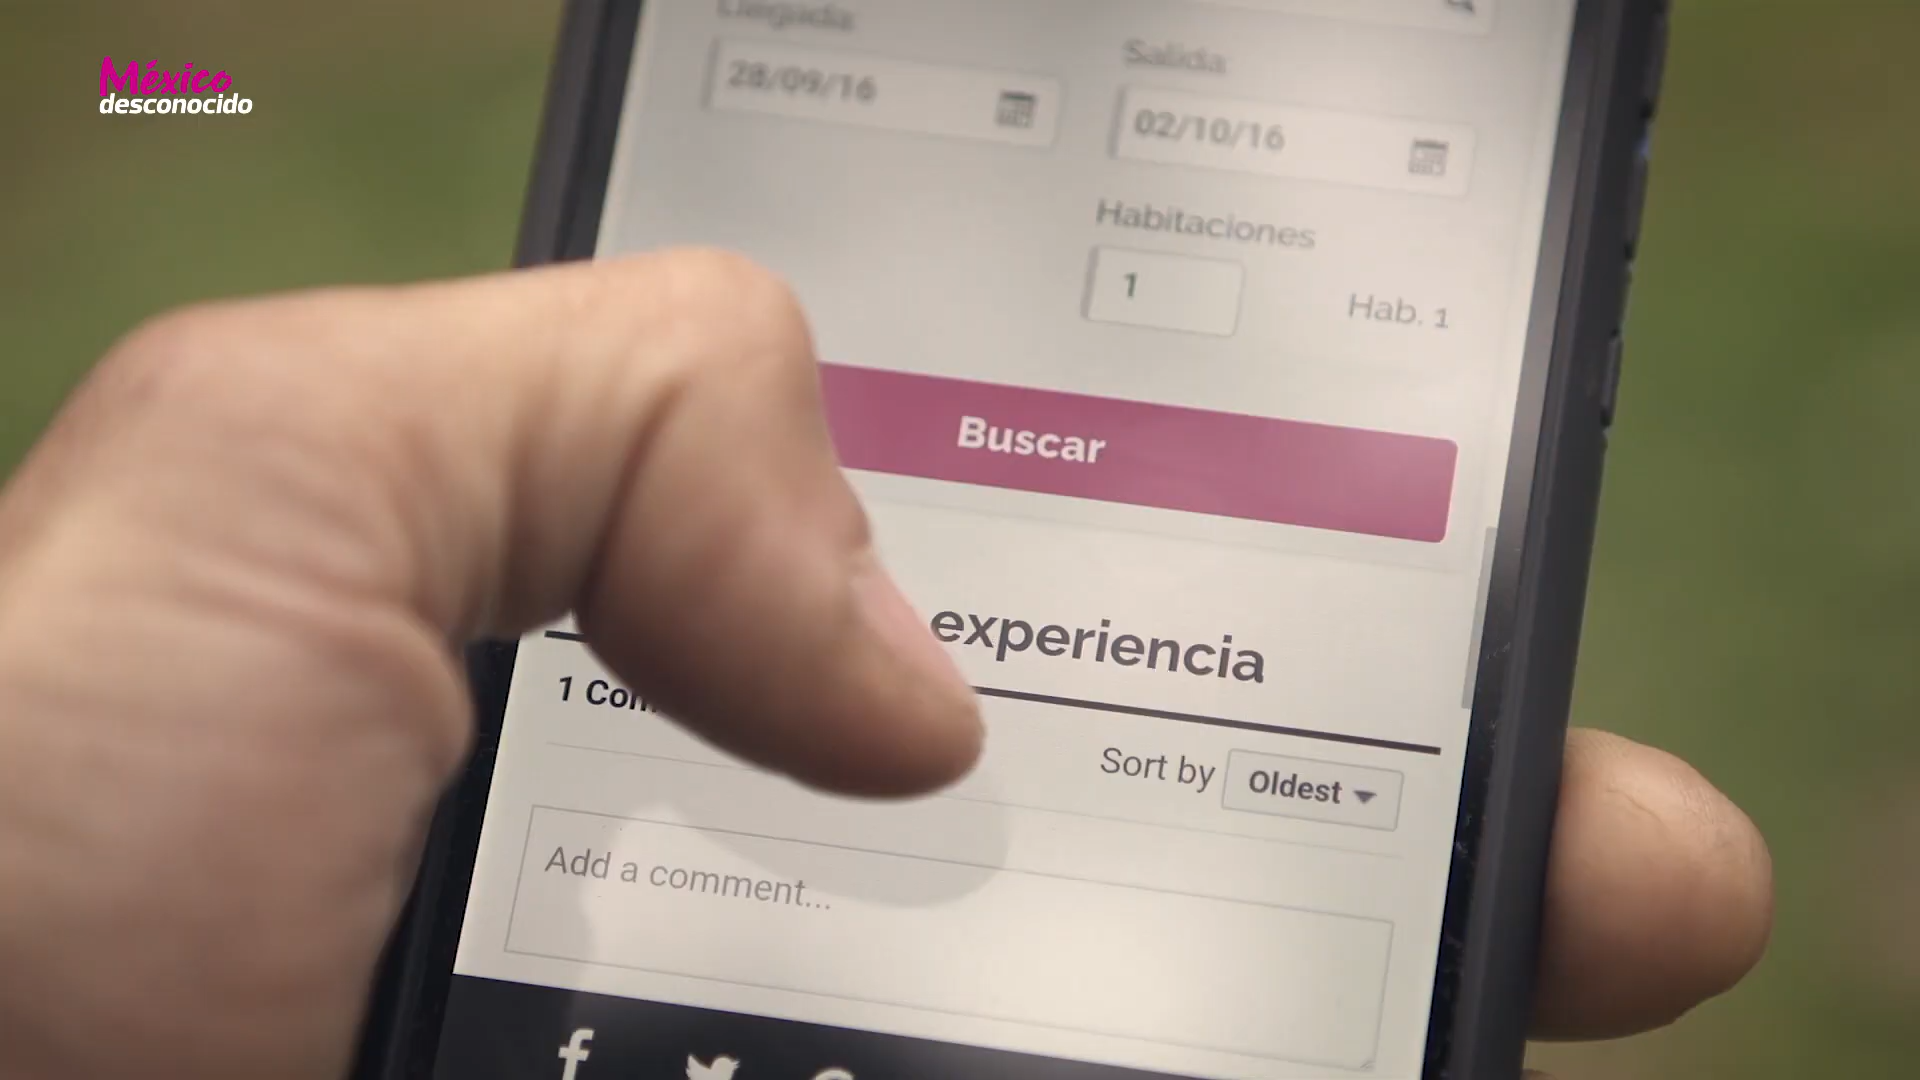 México
desconocido
Llegada
Salida
28/09/16
02/10/16
Habitaciones
1
Hab. 1
Buscar
experiencia
1
Sort by Oldest
Add a comment...